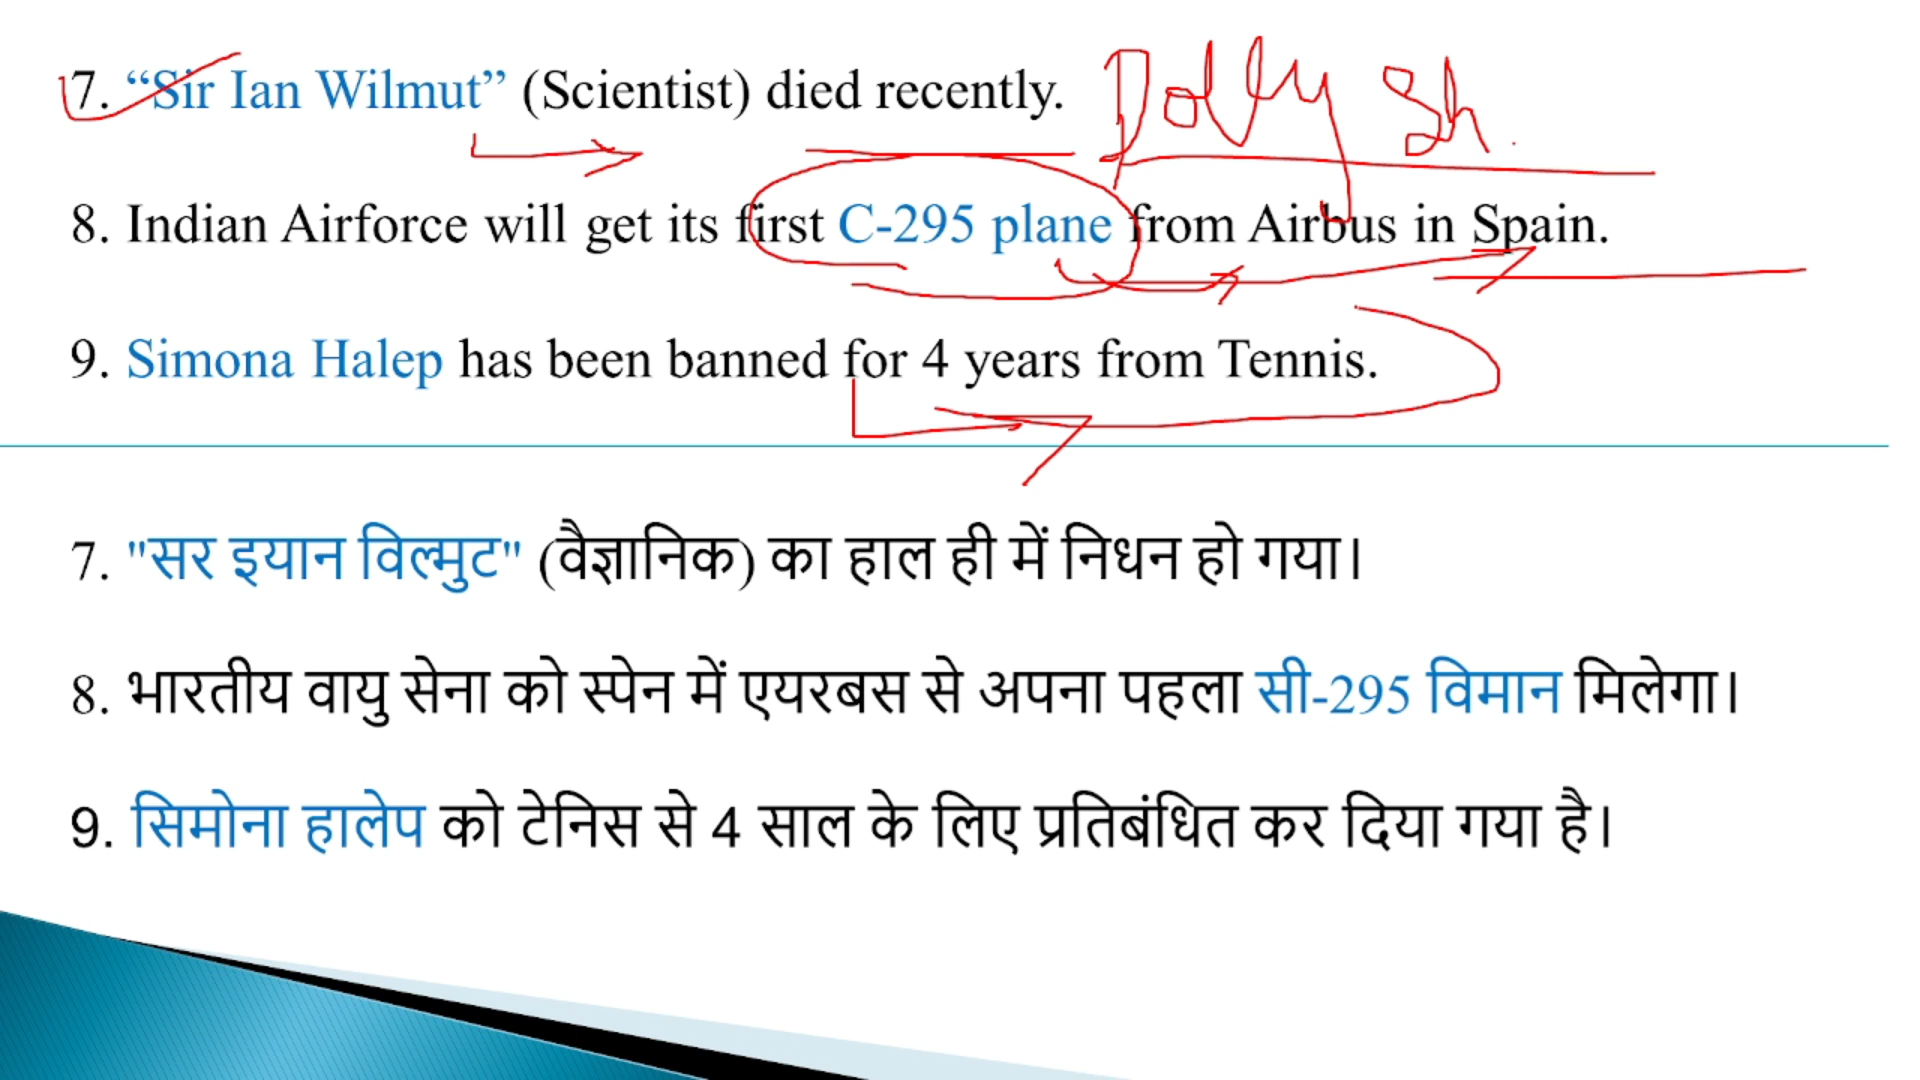 7. “Sir Ian Wilmut” (Scientist) died recently. Dolly Sh.
8. Indian Airforce will get its first C-295 plane from Airbus in Spain.
9. Simona Halep has been banned for 4 years from Tennis.
7. "सर इयान विल्मुट" (वैज्ञानिक) का हाल ही में निधन हो गया।
8. भारतीय वायु सेना को स्पेन में एयरबस से अपना पहला सी-295 विमान मिलेगा।
9. सिमोना हालेप को टेनिस से 4 साल के लिए प्रतिबंधित कर दिया गया है।